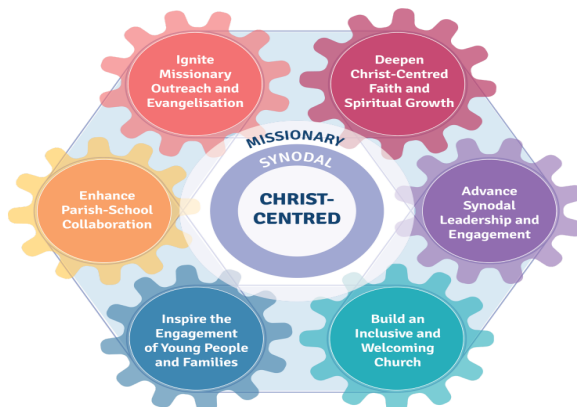 Ignite
Missionary
Outreach and
Evangelisation
Deepen
Christ-Centred
Faith and
Spiritual Growth
MISSIONARY
SYNODAL
CHRIST-
CENTRED
Enhance
Parish-School
Collaboration
Advance
Synodal
Leadership and
Engagement
Inspire the
Engagement
of Young People
and Families
Build an
Inclusive and
Welcoming
Church